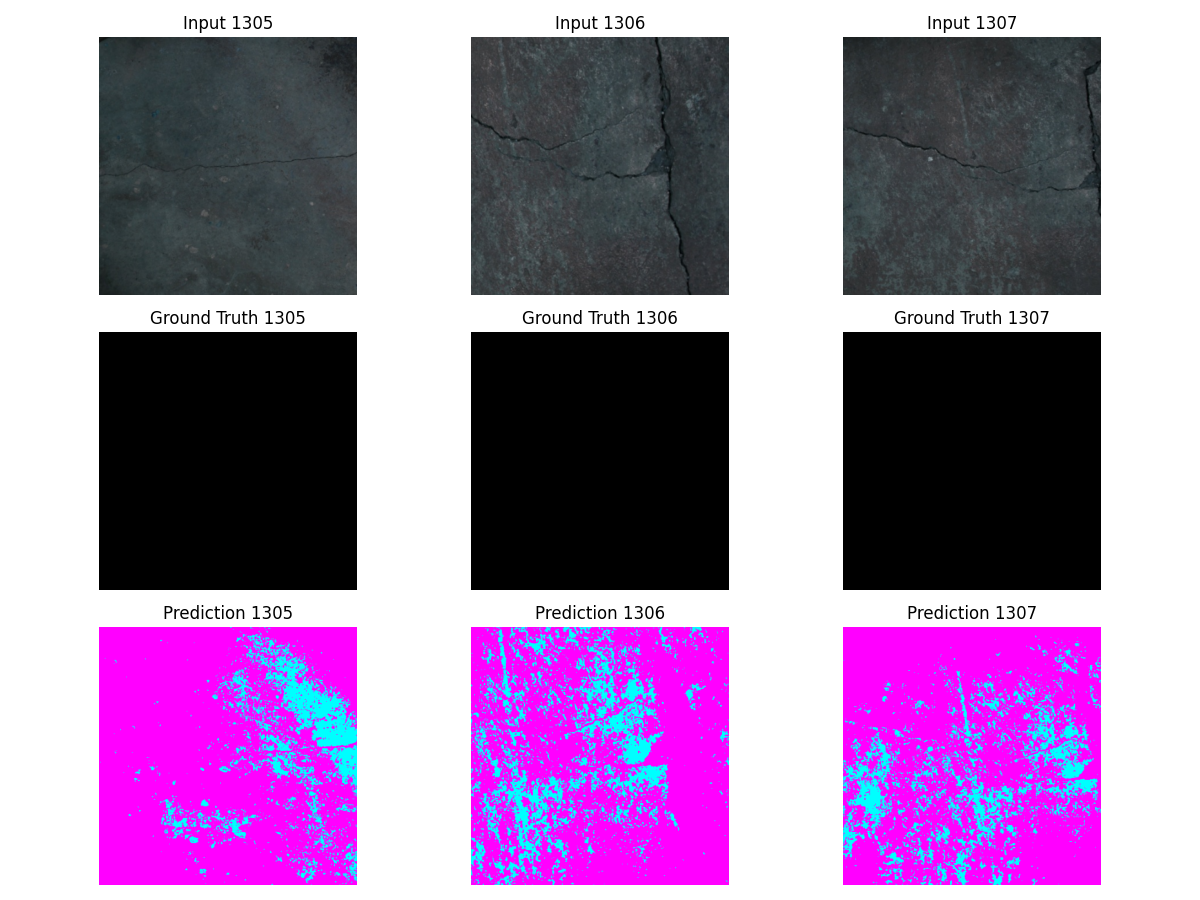 Input 1305
Input 1306
Input 1307
Ground Truth 1305
Ground Truth 1306
Ground Truth 1307
Prediction 1305
Prediction 1306
Prediction 1307